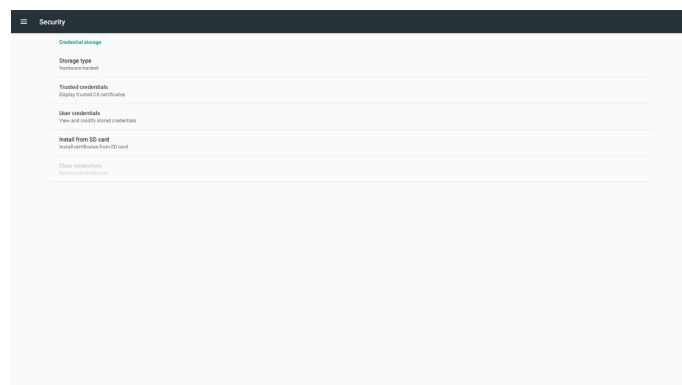 Security
Credential storage
Storage type
Hardware-backed
Trusted credentials
Display trusted CA certificates
User credentials
View and modify stored credentials
Install from SD card
Install certificates from SD card
Clear credentials
Remove all certificates